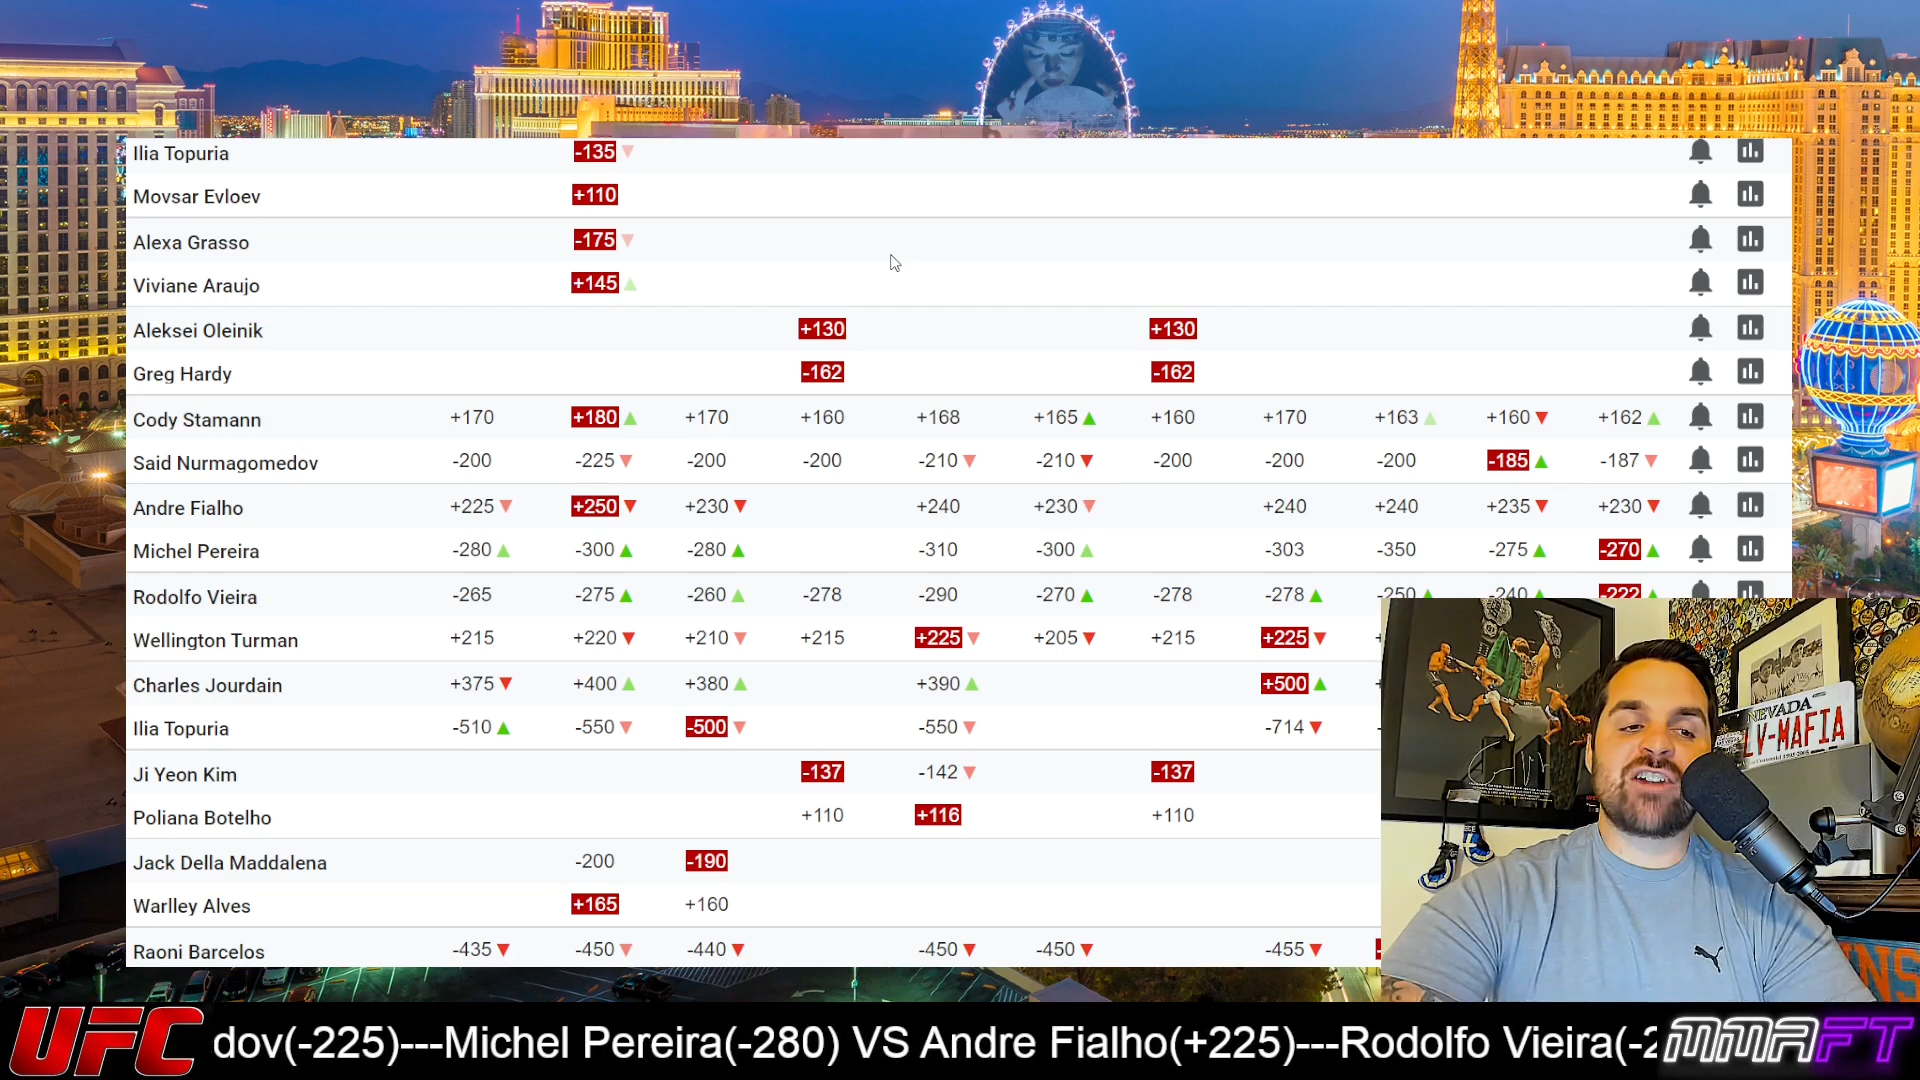 Ilia Topuria -135
Movsar Evloev +110
Alexa Grasso -175
Viviane Araujo +145
Aleksei Oleinik +130 +130
Greg Hardy -162 -162
Cody Stamann +170 +180 +170 +160 +168 +165 +160 +170 +163 +160 +162
Said Nurmagomedov -200 -225 -200 -200 -210 -210 -200 -200 -200 -185 -187
Andre Fialho +225 +250 +230 +240 +230 +240 +240 +235 +230
Michel Pereira -280 -300 -280 -310 -300 -303 -350 -275 -270
Rodolfo Vieira -265 -275 -260 -278 -290 -270 -278 -278 -250 -240 -222
Wellington Turman +215 +220 +210 +215 +225 +205 +215 +225
Charles Jourdain +375 +400 +380 +390 +500
Ilia Topuria -510 -550 -500 -550 -714
Ji Yeon Kim -137 -142 -137
Poliana Botelho +110 +116 +110
Jack Della Maddalena -200 -190
Warlley Alves +165 +160
Raoni Barcelos -435 -450 -440 -450 -450 -455
NEVADA
LV-MAFIA
NS
UFC
dov(-225)---Michel Pereira(-280) VS Andre Fialho(+225)---Rodolfo Vieira(-2
MMAFT